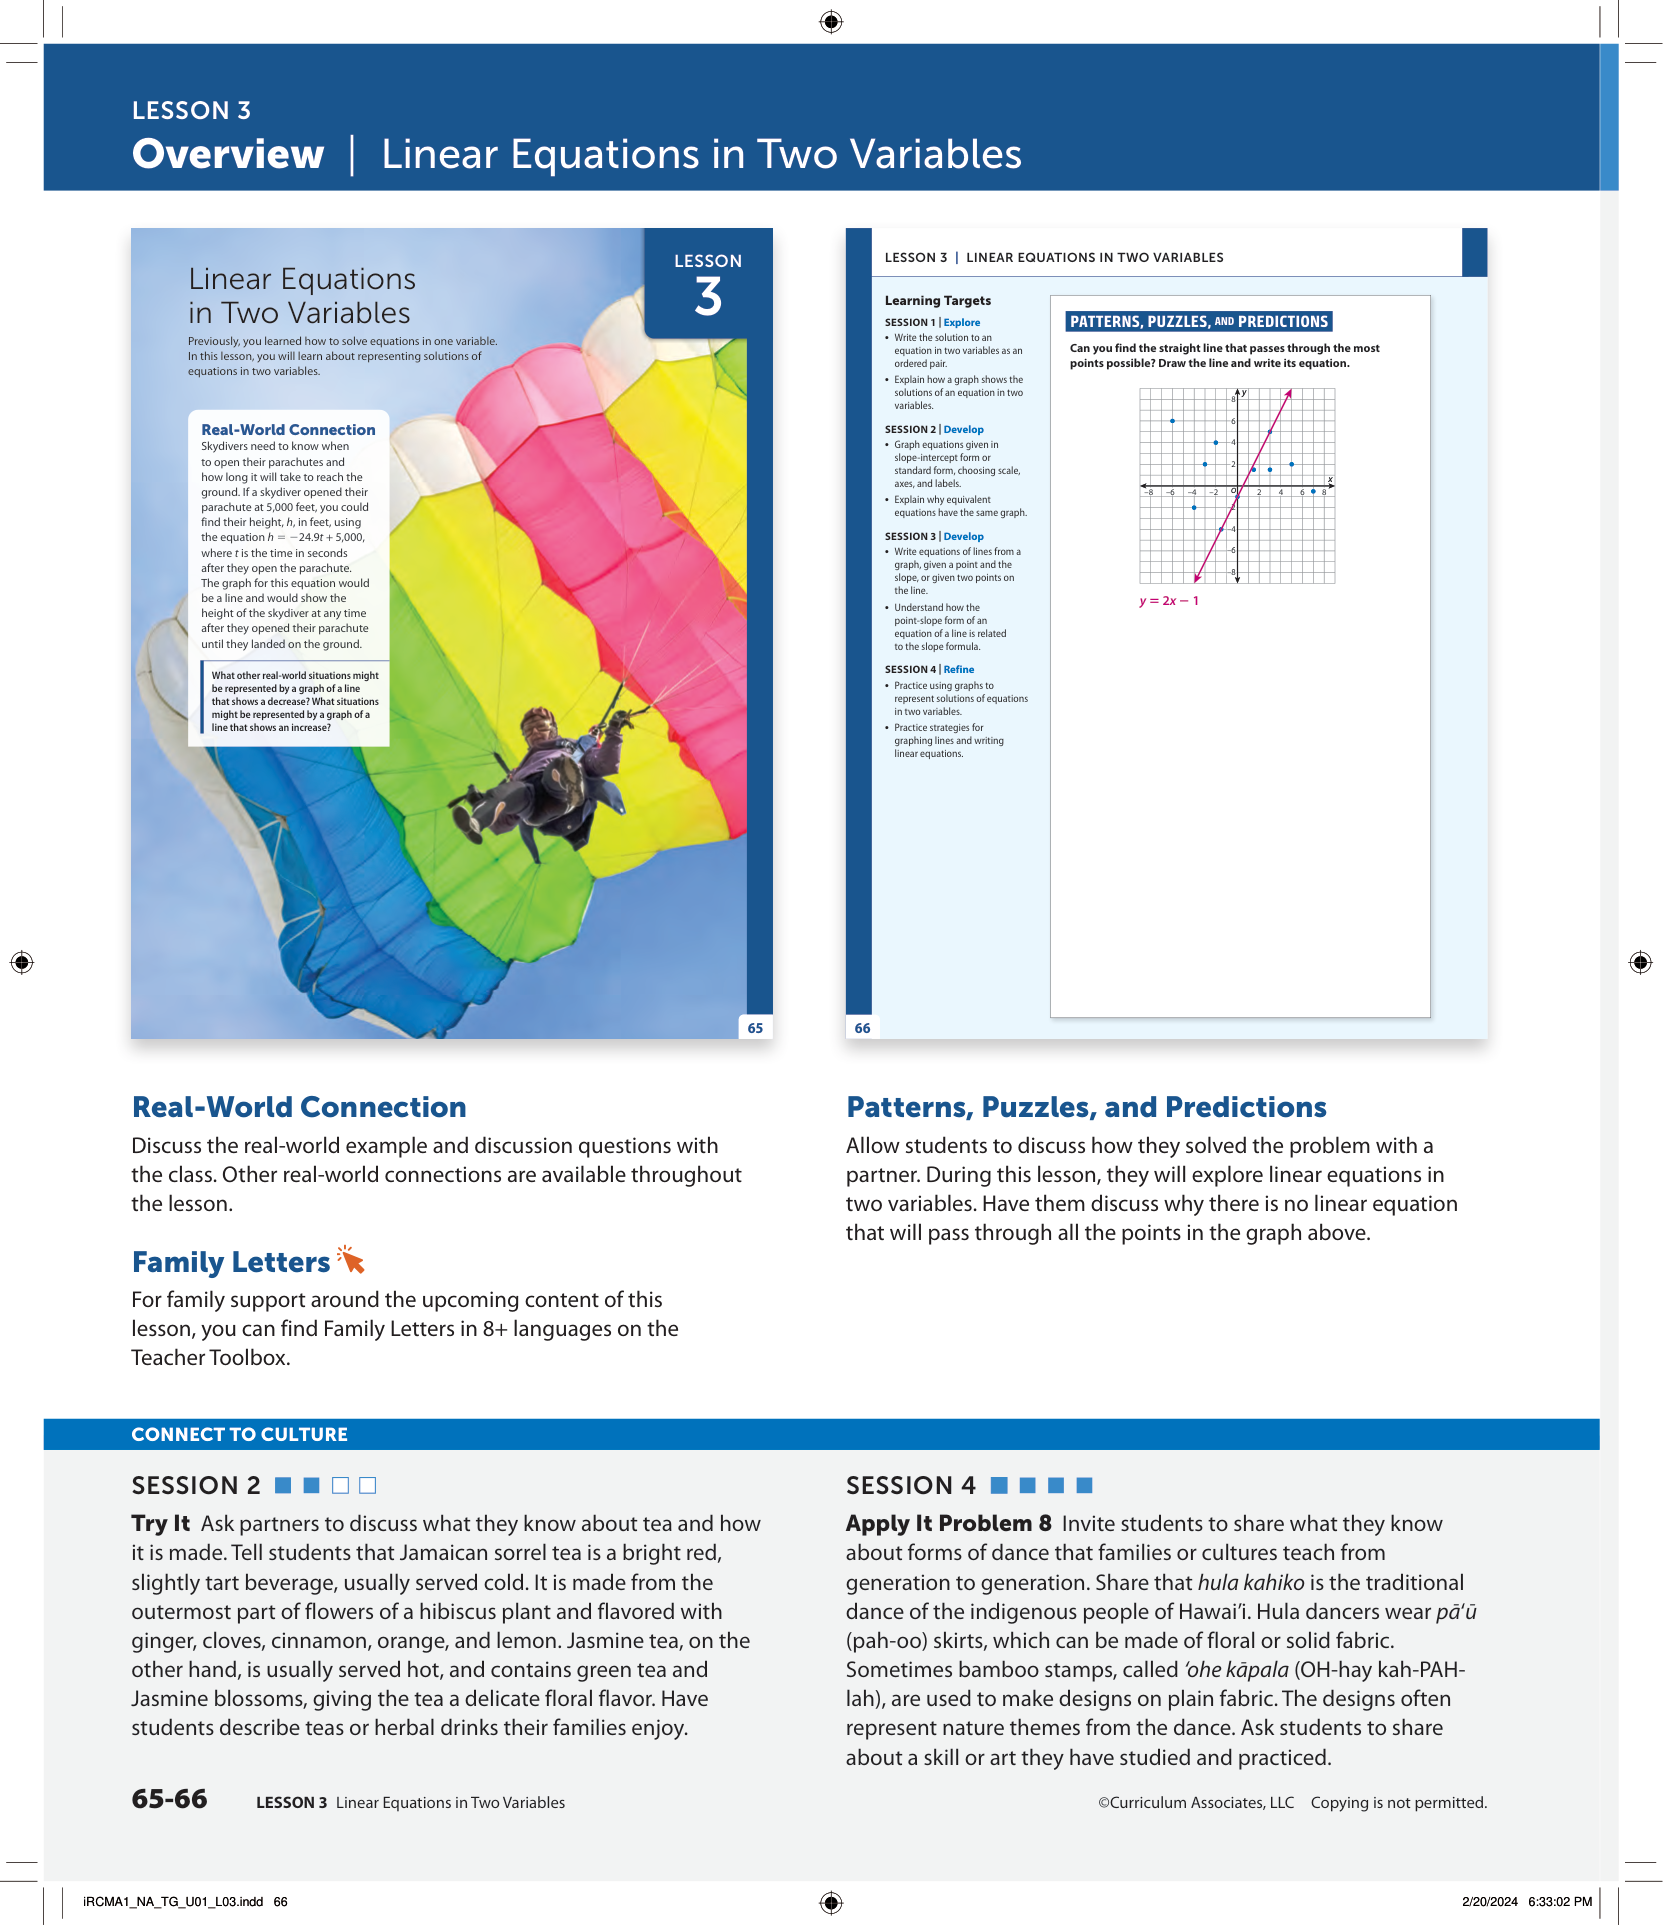 LESSON 3
Overview | Linear Equations in Two Variables
Linear Equations
in Two Variables
Previously, you learned how to solve equations in one variable.
In this lesson, you will learn about representing solutions of
equations in two variables.
LESSON
3
Real-World Connection
Skydivers need to know when
to open their parachutes and
how long it will take to reach the
ground. If a skydiver opened their
parachute at 5,000 feet, you could
find their height, h, in feet, using
the equation h = −24.9t + 5,000,
where t is the time in seconds
after they open the parachute.
The graph for this equation would
be a line and would show the
height of the skydiver at any time
after they opened their parachute
until they landed on the ground.
What other real-world situations might
be represented by a graph of a line
that shows a decrease? What situations
might be represented by a graph of a
line that shows an increase?
65
LESSON 3 | LINEAR EQUATIONS IN TWO VARIABLES
Learning Targets
SESSION 1 | Explore
• Write the solution to an
equation in two variables as an
ordered pair.
• Explain how a graph shows the
solutions of an equation in two
variables.
SESSION 2 | Develop
• Graph equations given in
slope-intercept form or
standard form, choosing scale,
axes, and labels.
• Explain why equivalent
equations have the same graph.
SESSION 3 | Develop
• Write equations of lines from a
graph, given a point and the
slope, or given two points on
the line.
• Understand how the
point-slope form of an
equation of a line is related
to the slope formula.
SESSION 4 | Refine
• Practice using graphs to
represent solutions of equations
in two variables.
• Practice strategies for
graphing lines and writing
linear equations.
PATTERNS, PUZZLES, AND PREDICTIONS
Can you find the straight line that passes through the most
points possible? Draw the line and write its equation.
y
8
6
4
2
x
−8 −6 −4 −2 O 2 4 6 8
−2
−4
−6
−8
y = 2x − 1
66
Real-World Connection
Discuss the real-world example and discussion questions with
the class. Other real-world connections are available throughout
the lesson.
Family Letters
For family support around the upcoming content of this
lesson, you can find Family Letters in 8+ languages on the
Teacher Toolbox.
Patterns, Puzzles, and Predictions
Allow students to discuss how they solved the problem with a
partner. During this lesson, they will explore linear equations in
two variables. Have them discuss why there is no linear equation
that will pass through all the points in the graph above.
CONNECT TO CULTURE
SESSION 2
Try It Ask partners to discuss what they know about tea and how
it is made. Tell students that Jamaican sorrel tea is a bright red,
slightly tart beverage, usually served cold. It is made from the
outermost part of flowers of a hibiscus plant and flavored with
ginger, cloves, cinnamon, orange, and lemon. Jasmine tea, on the
other hand, is usually served hot, and contains green tea and
Jasmine blossoms, giving the tea a delicate floral flavor. Have
students describe teas or herbal drinks their families enjoy.
SESSION 4
Apply It Problem 8 Invite students to share what they know
about forms of dance that families or cultures teach from
generation to generation. Share that hula kahiko is the traditional
dance of the indigenous people of Hawai‘i. Hula dancers wear pā‘ū
(pah-oo) skirts, which can be made of floral or solid fabric.
Sometimes bamboo stamps, called ‘ohe kāpala (OH-hay kah-PAH-
lah), are used to make designs on plain fabric. The designs often
represent nature themes from the dance. Ask students to share
about a skill or art they have studied and practiced.
65-66 LESSON 3 Linear Equations in Two Variables
©Curriculum Associates, LLC Copying is not permitted.
iRCMA1_NA_TG_U01_L03.indd 66
2/20/2024 6:33:02 PM